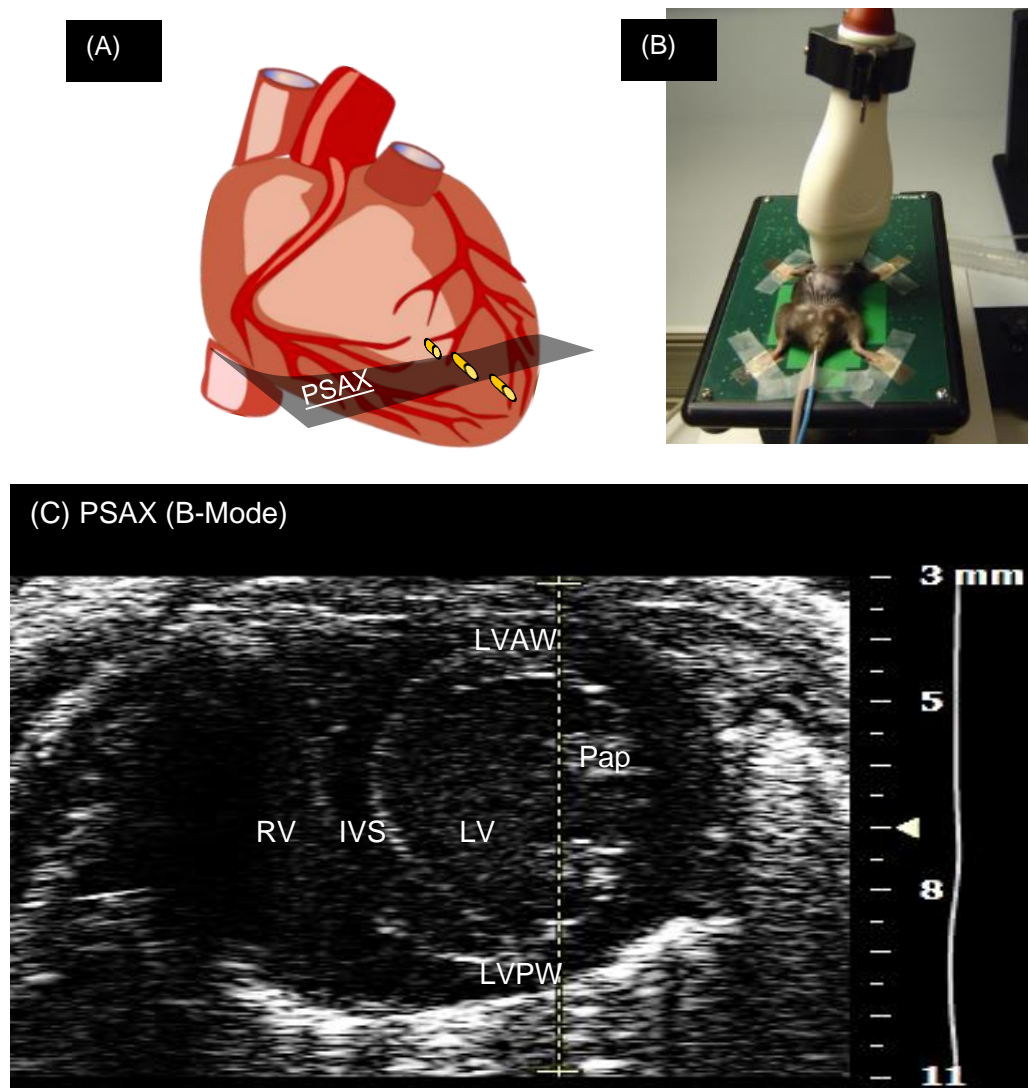 (A)
(B)
PSAX
(C) PSAX (B-Mode)
3 mm
LVAW
5
Pap
RV IVS LV
8
LVPW
11